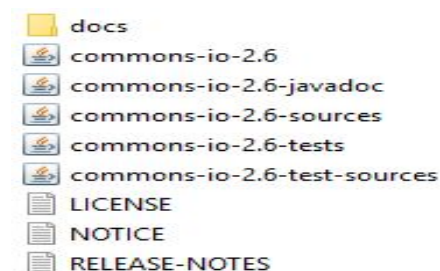 docs
commons-io-2.6
commons-io-2.6-javadoc
commons-io-2.6-sources
commons-io-2.6-tests
commons-io-2.6-test-sources
LICENSE
NOTICE
RELEASE-NOTES